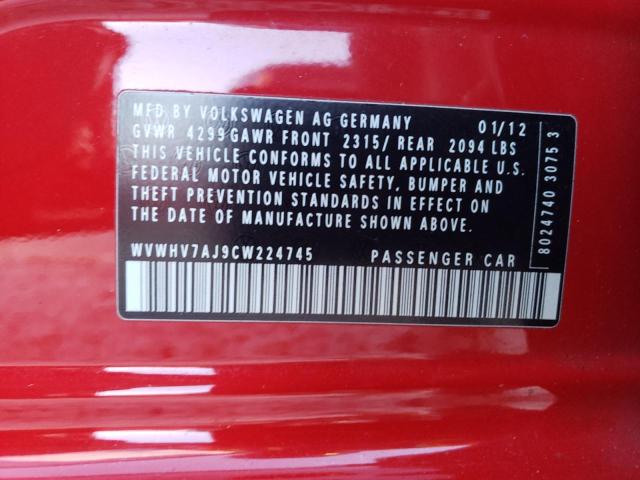 MFD BY VOLKSWAGEN AG GERMANY 01/12
GVWR 4299 GAWR FRONT 2315/ REAR 2094 LBS
THIS VEHICLE CONFORMS TO ALL APPLICABLE U.S.
FEDERAL MOTOR VEHICLE SAFETY, BUMPER AND
THEFT PREVENTION STANDARDS IN EFFECT ON
THE DATE OF MANUFACTURE SHOWN ABOVE.
WVWHV7AJ9CW224745 PASSENGER CAR
8024740 3075 3